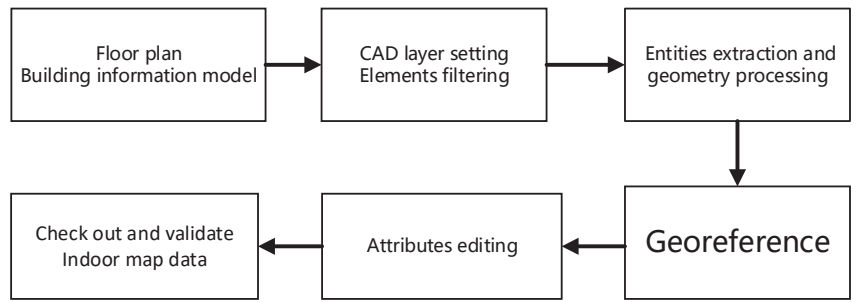 Floor plan
Building information model
CAD layer setting
Elements filtering
Entities extraction and
geometry processing
Georeference
Attributes editing
Check out and validate
Indoor map data